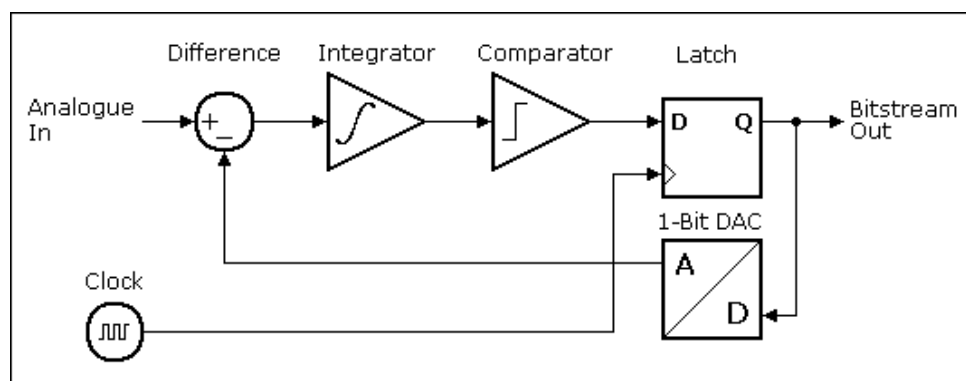 Difference
Integrator
Comparator
Latch
Analogue
In
+
−
D
Q
Bitstream
Out
1-Bit DAC
A
D
Clock